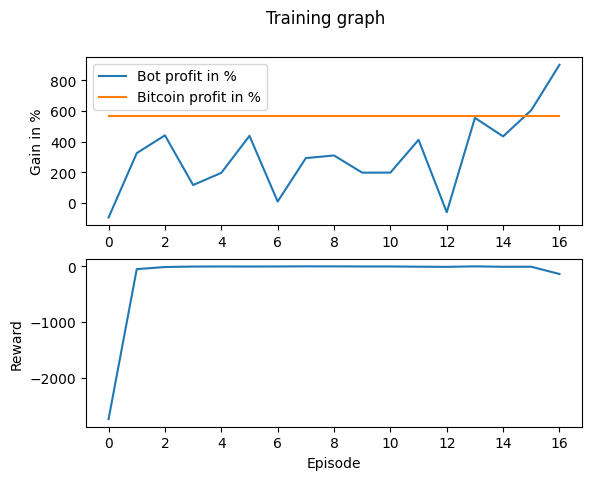 Training graph
Gain in %
800
600
400
200
0
Bot profit in %
Bitcoin profit in %
0 2 4 6 8 10 12 14 16
Reward
0
−1000
−2000
0 2 4 6 8 10 12 14 16
Episode